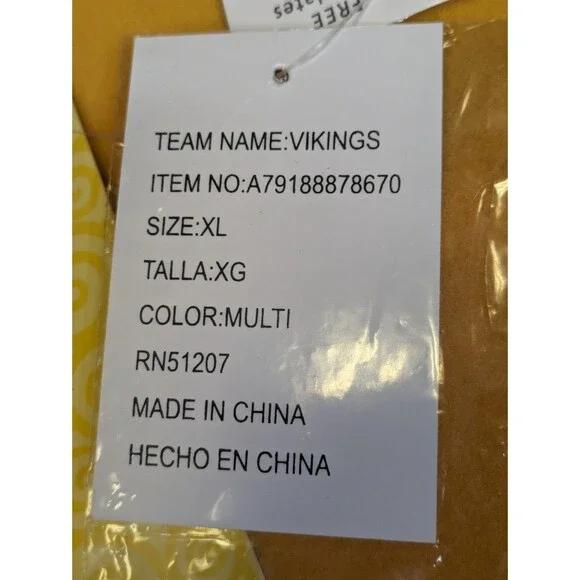 FREE
TEAM NAME:VIKINGS
ITEM NO:A79188878670
SIZE:XL
TALLA:XG
COLOR:MULTI
RN51207
MADE IN CHINA
HECHO EN CHINA